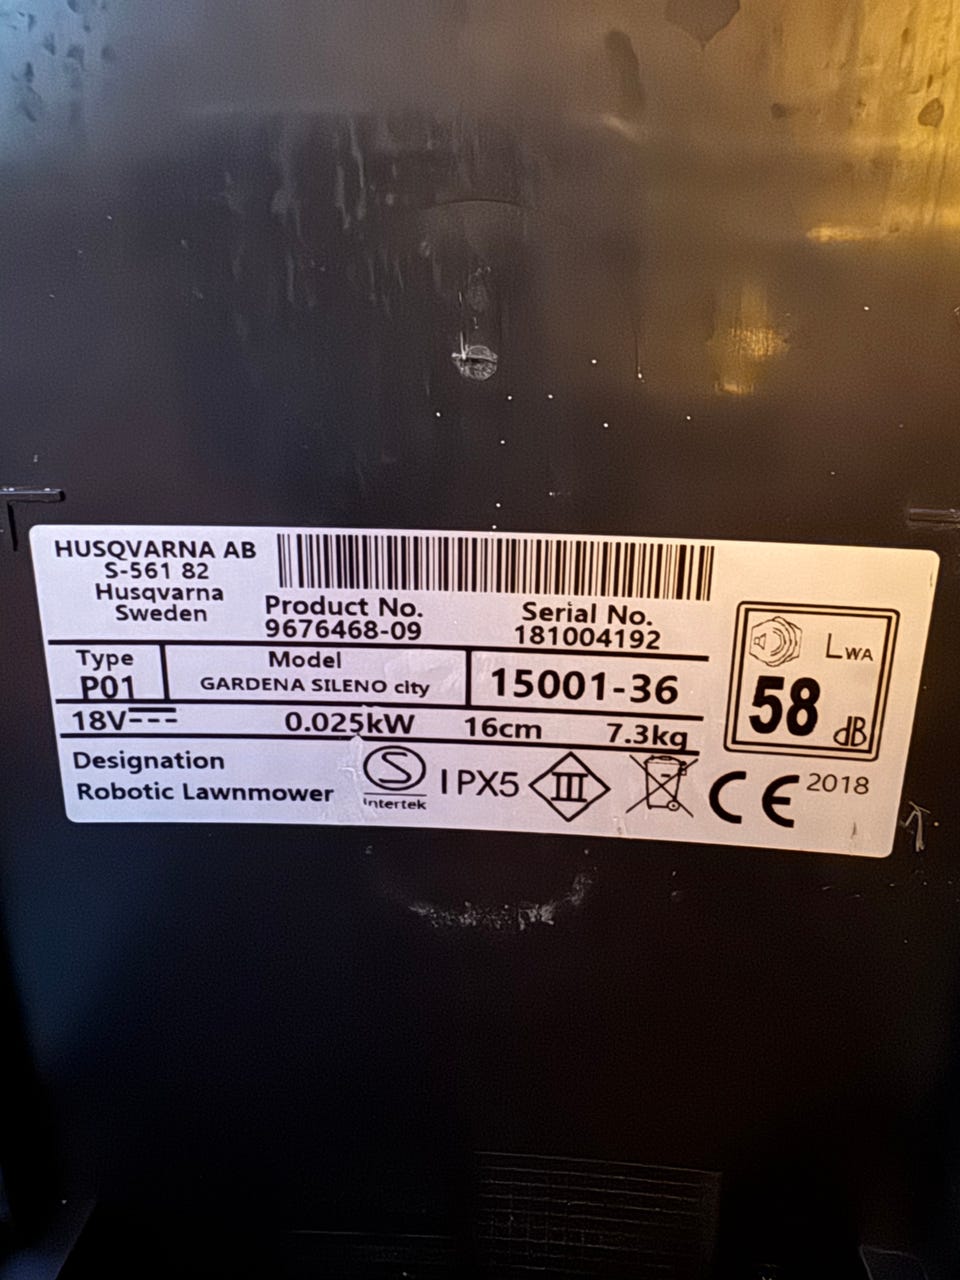 HUSQVARNA AB
S-561 82
Husqvarna
Sweden
Product No.
9676468-09
Serial No.
181004192
Type
P01
Model
GARDENA SILENO city
15001-36
18V
0.025kW
16cm
7.3kg
LWA
58
dB
Designation
Robotic Lawnmower
S
Intertek
IPX5
III
CE
2018